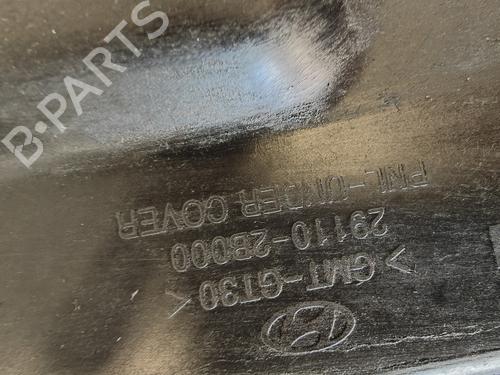 B-PARTS
> GMT-GT30 <
29110-2B000
PNL-UNDER COVER